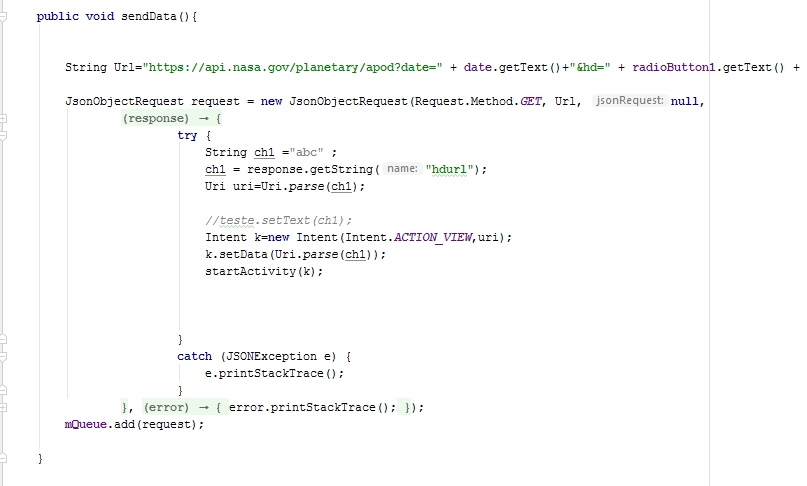 public void sendData(){
String Url="https://api.nasa.gov/planetary/apod?date=" + date.getText()+"&hd=" + radioButton1.getText() +
JsonObjectRequest request = new JsonObjectRequest(Request.Method.GET, Url, jsonRequest: null,
(response) → {
try {
String ch1 ="abc" ;
ch1 = response.getString( name: "hdurl");
Uri uri=Uri.parse(ch1);
//teste.setText(ch1);
Intent k=new Intent(Intent.ACTION_VIEW,uri);
k.setData(Uri.parse(ch1));
startActivity(k);
}
catch (JSONException e) {
e.printStackTrace();
}
}, (error) → { error.printStackTrace(); });
mQueue.add(request);
}